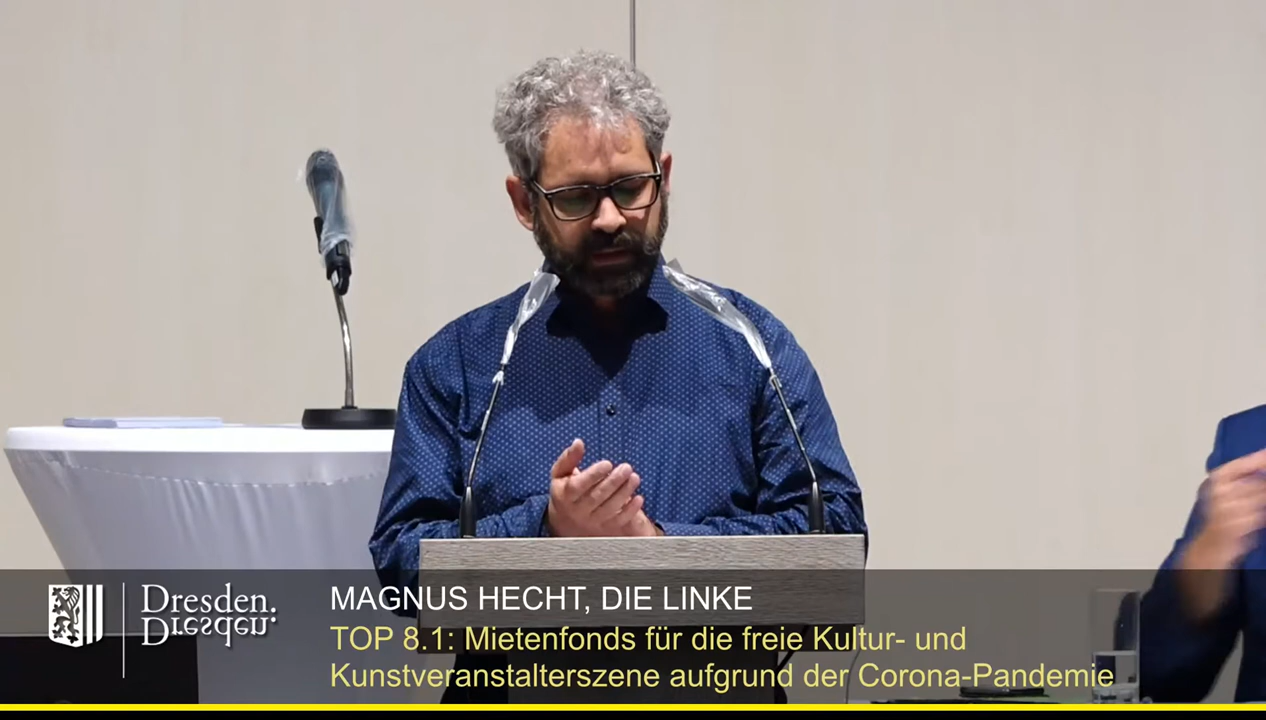 Dresden.
Dresden.
MAGNUS HECHT, DIE LINKE
TOP 8.1: Mietenfonds für die freie Kultur- und
Kunstveranstalterszene aufgrund der Corona-Pandemie